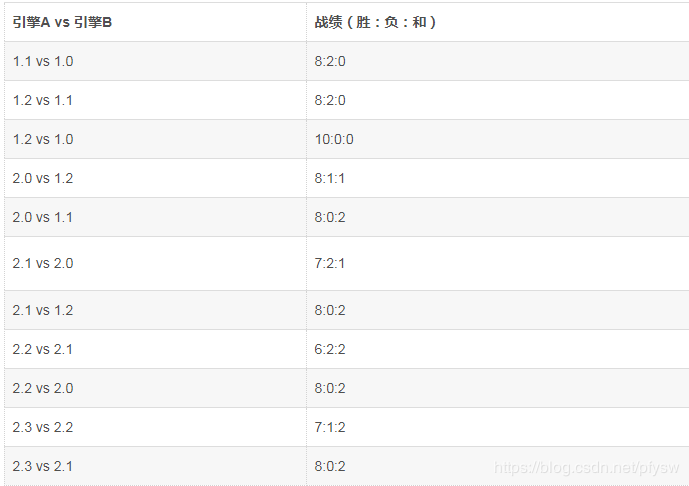 引擎A vs 引擎B 战绩（胜：负：和）
1.1 vs 1.0 8:2:0
1.2 vs 1.1 8:2:0
1.2 vs 1.0 10:0:0
2.0 vs 1.2 8:1:1
2.0 vs 1.1 8:0:2
2.1 vs 2.0 7:2:1
2.1 vs 1.2 8:0:2
2.2 vs 2.1 6:2:2
2.2 vs 2.0 8:0:2
2.3 vs 2.2 7:1:2
2.3 vs 2.1 8:0:2
https://blog.csdn.net/pfysw